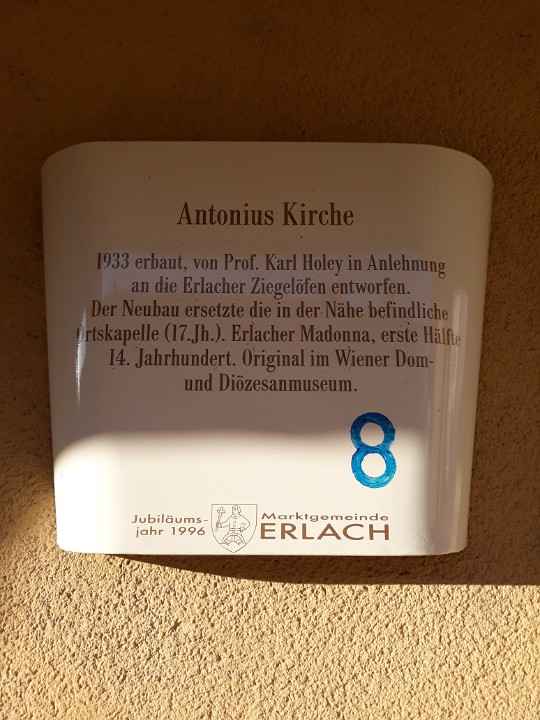 Antonius Kirche
1933 erbaut, von Prof. Karl Holey in Anlehnung
an die Erlacher Ziegelöfen entworfen.
Der Neubau ersetzte die in der Nähe befindliche
Ortskapelle (17.Jh.). Erlacher Madonna, erste Hälfte
14. Jahrhundert. Original im Wiener Dom-
und Diözesanmuseum.
8
Jubiläums-
jahr 1996
Marktgemeinde
ERLACH